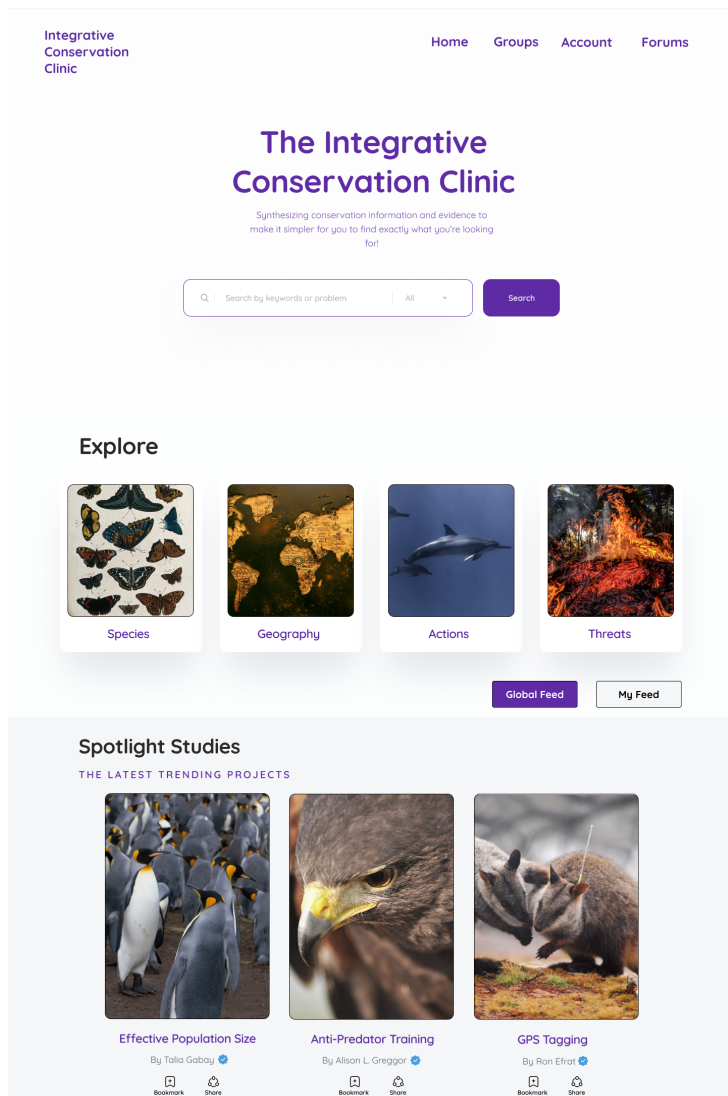 Integrative
Conservation
Clinic
Home Groups Account Forums
The Integrative
Conservation Clinic
Synthesizing conservation information and evidence to
make it simpler for you to find exactly what you're looking
for!
Search by keywords or problem All Search
Explore
Species Geography Actions Threats
Global Feed My Feed
Spotlight Studies
THE LATEST TRENDING PROJECTS
Effective Population Size Anti-Predator Training GPS Tagging
By Talia Gabay By Alison L. Greggor By Ron Efrat
Bookmark Share Bookmark Share Bookmark Share